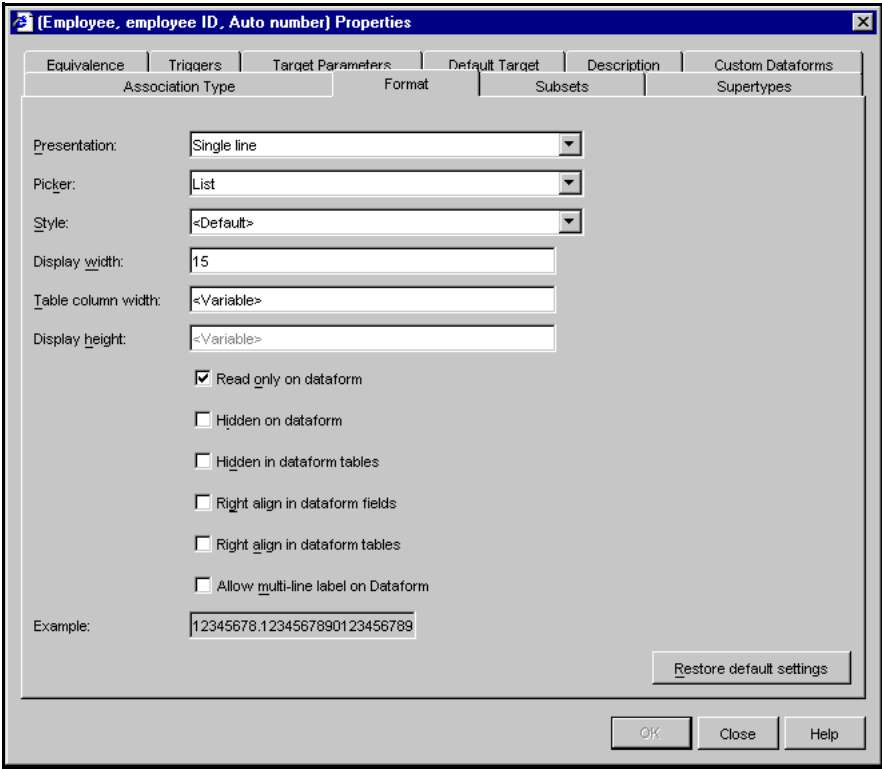 (Employee, employee ID, Auto number) Properties
Equivalence Triggers Target Parameters Default Target Description Custom Dataforms
Association Type Format Subsets Supertypes
Presentation: Single line
Picker: List
Style: <Default>
Display width: 15
Table column width: <Variable>
Display height: <Variable>
Read only on dataform
Hidden on dataform
Hidden in dataform tables
Right align in dataform fields
Right align in dataform tables
Allow multi-line label on Dataform
Example: 12345678.1234567890123456789
Restore default settings
OK Close Help